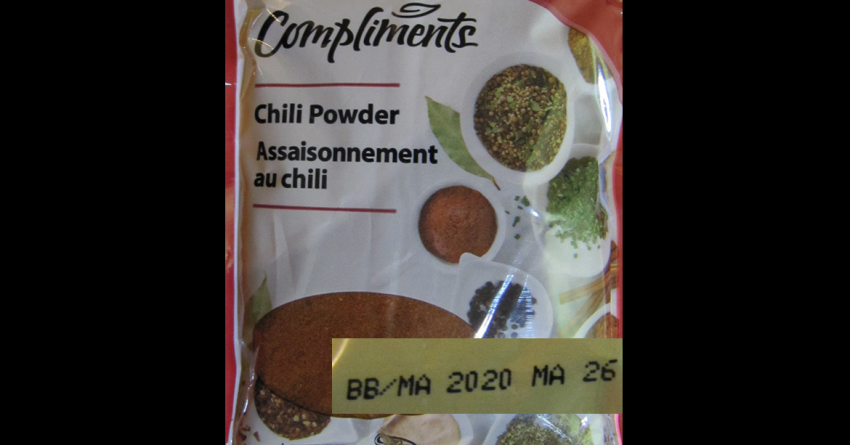 Compliments
Chili Powder
Assaisonnement
au chili
BB/MA 2020 MA 26